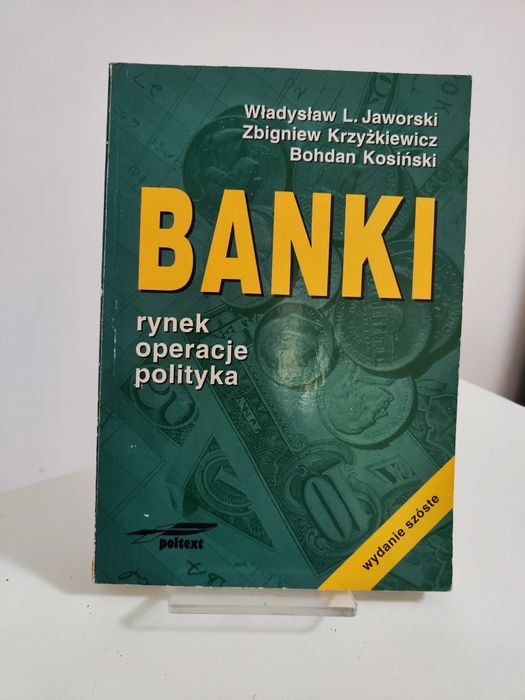 Władysław L. Jaworski
Zbigniew Krzyżkiewicz
Bohdan Kosiński
BANKI
rynek
operacje
polityka
wydanie szóste
poltext